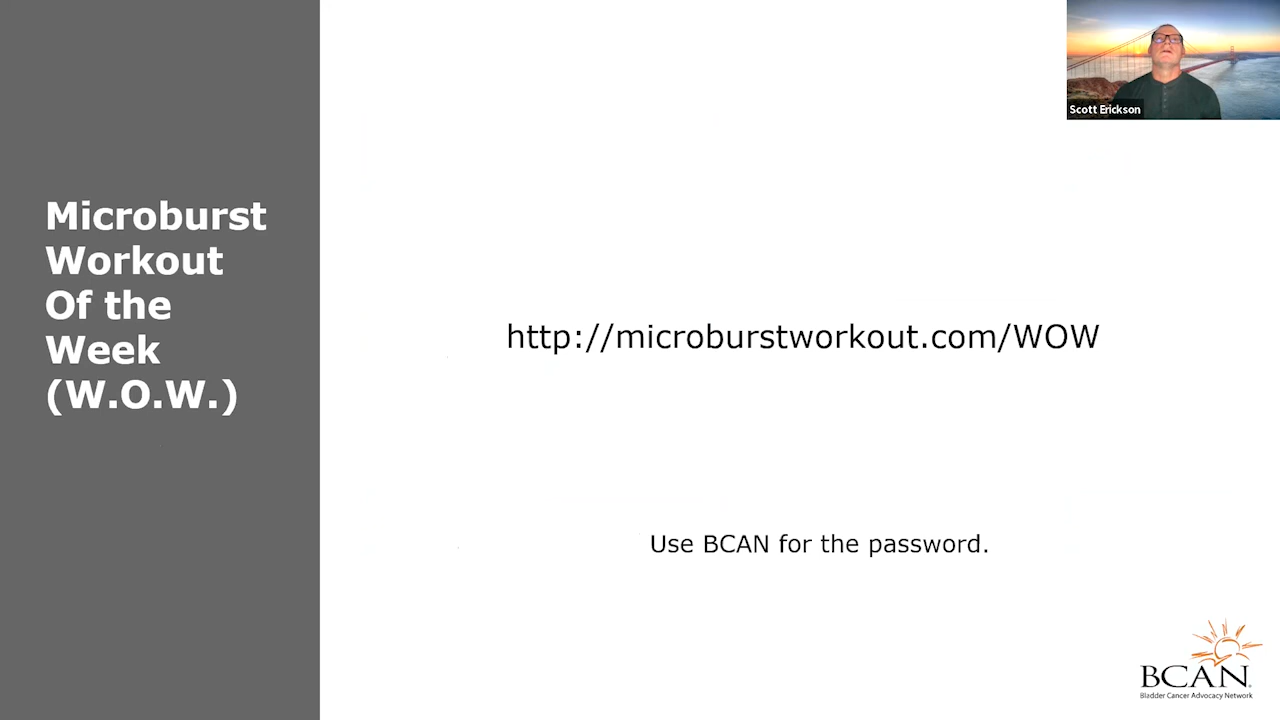 Scott Erickson
Microburst
Workout
Of the
Week
(W.O.W.)
http://microburstworkout.com/WOW
Use BCAN for the password.
BCAN®
Bladder Cancer Advocacy Network